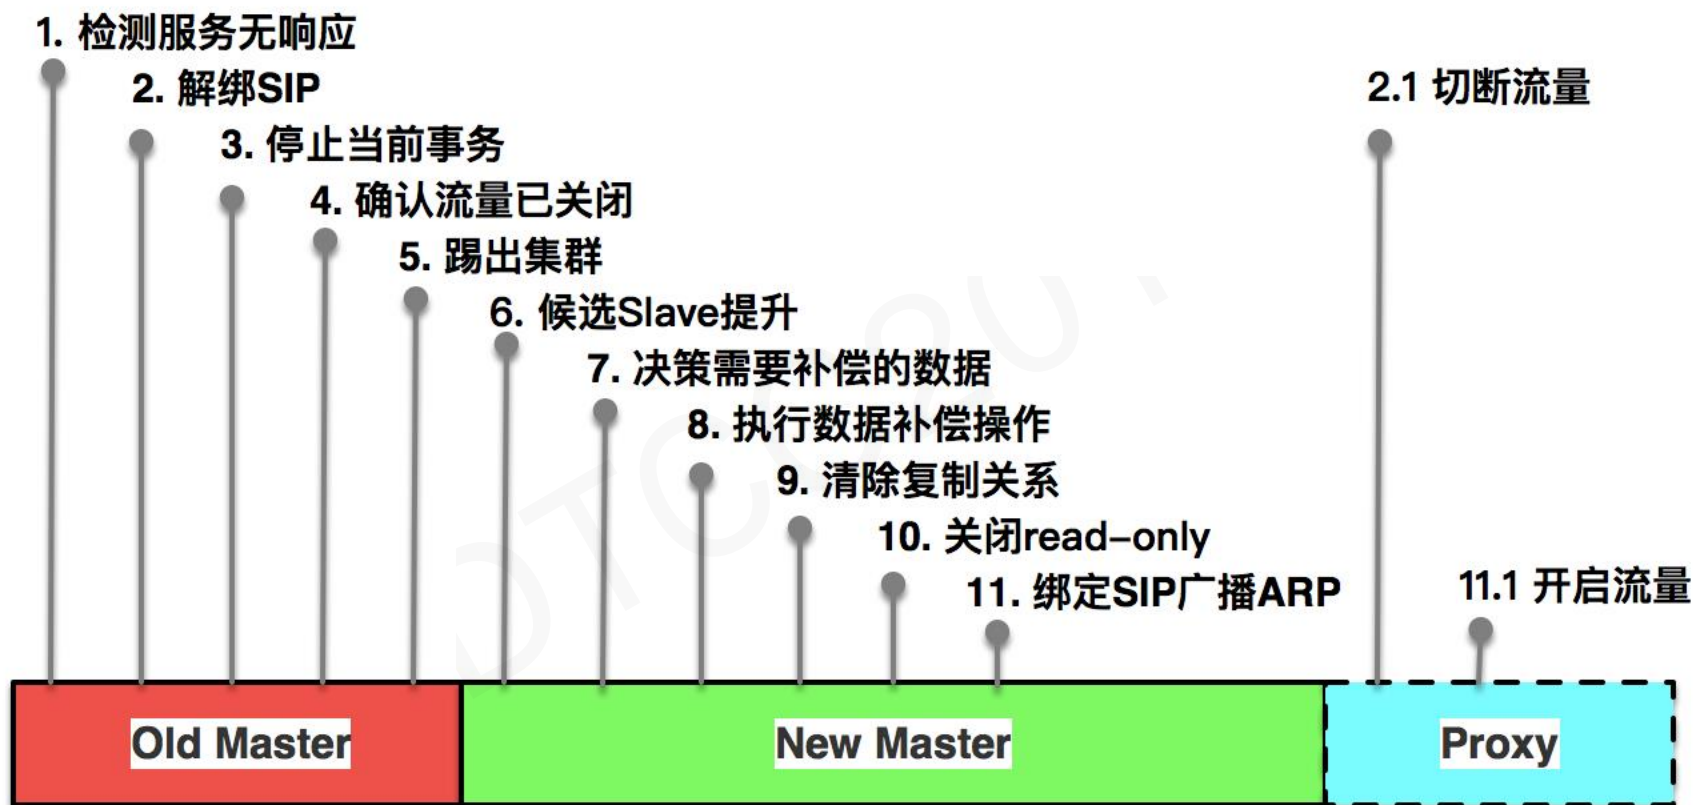 1. 检测服务无响应
2. 解绑SIP
3. 停止当前事务
4. 确认流量已关闭
5. 踢出集群
6. 候选Slave提升
7. 决策需要补偿的数据
8. 执行数据补偿操作
9. 清除复制关系
10. 关闭read-only
11. 绑定SIP广播ARP
2.1 切断流量
11.1 开启流量
Old Master
New Master
Proxy